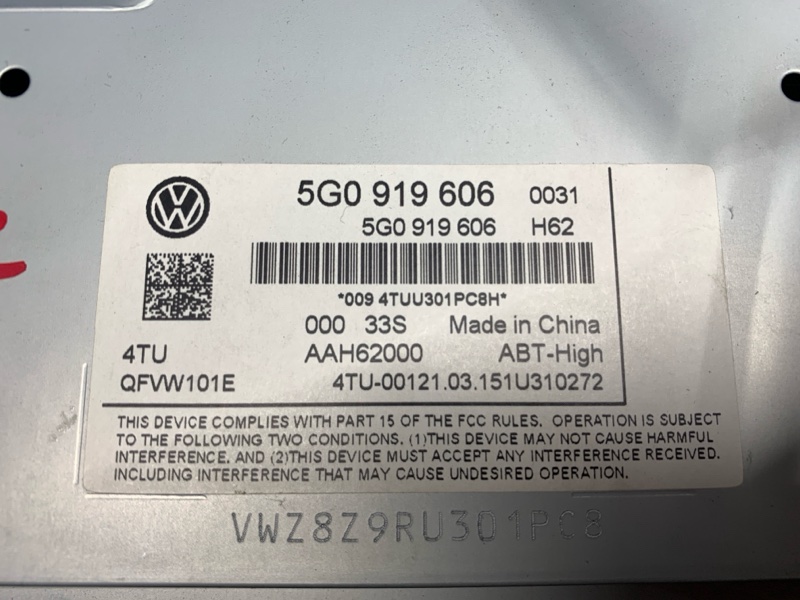 5G0 919 606 0031
5G0 919 606 H62
*009 4TUU301PC8H*
000 33S Made in China
4TU AAH62000 ABT-High
QFVW101E 4TU-00121.03.151U310272
THIS DEVICE COMPLIES WITH PART 15 OF THE FCC RULES. OPERATION IS SUBJECT
TO THE FOLLOWING TWO CONDITIONS. (1)THIS DEVICE MAY NOT CAUSE HARMFUL
INTERFERENCE. AND (2)THIS DEVICE MUST ACCEPT ANY INTERFERENCE RECEIVED.
INCLUDING INTERFERENCE THAT MAY CAUSE UNDESIRED OPERATION.
VWZ8Z9RU301PC8